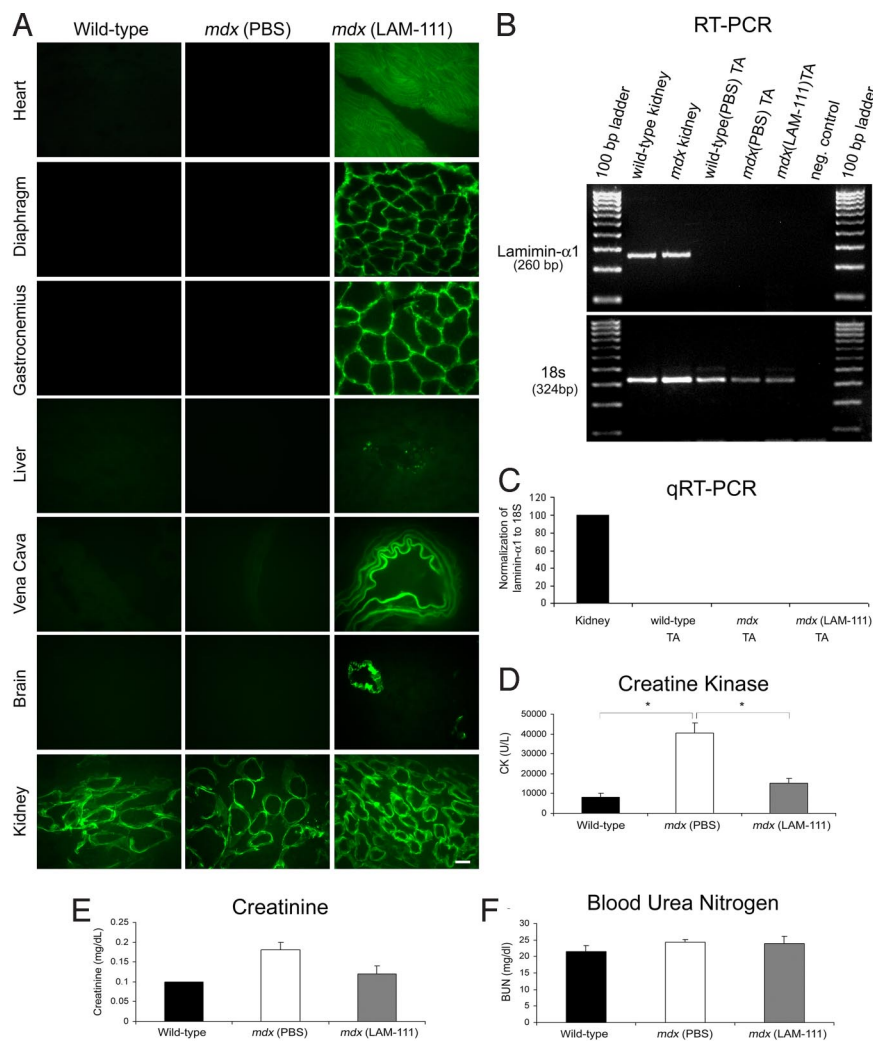 A
Wild-type
mdx (PBS)
mdx (LAM-111)
Heart
Diaphragm
Gastrocnemius
Liver
Vena Cava
Brain
Kidney
B
RT-PCR
100 bp ladder
wild-type kidney
mdx kidney
wild-type(PBS) TA
mdx(PBS) TA
mdx(LAM-111)TA
neg. control
100 bp ladder
Lamimin-α1
(260 bp)
18s
(324bp)
C
qRT-PCR
Normalization of
laminin-α1 to 18S
120
100
80
60
40
20
0
Kidney
wild-type
TA
mdx
TA
mdx (LAM-111)
TA
D
Creatine Kinase
CK (U/L)
50000
40000
30000
20000
10000
0
*
*
Wild-type
mdx (PBS)
mdx (LAM-111)
E
Creatinine
Creatinine (mg/dL)
0.25
0.2
0.15
0.1
0.05
0
Wild-type
mdx (PBS)
mdx (LAM-111)
F
Blood Urea Nitrogen
BUN (mg/dl)
30
25
20
15
10
5
0
Wild-type
mdx (PBS)
mdx (LAM-111)